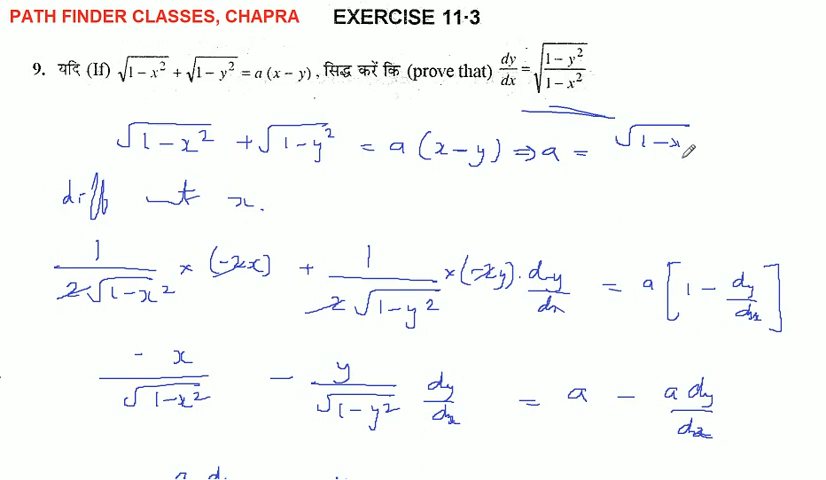 PATH FINDER CLASSES, CHAPRA EXERCISE 11·3
9. यदि (If) √(1 − x²) + √(1 − y²) = a (x − y), सिद्ध करें कि (prove that) dy/dx = √((1 − y²)/(1 − x²))
√(1 − x²) + √(1 − y²) = a (x − y) ⇒ a = √(1 − x
diff wrt x.
1/(2√(1 − x²)) × (−2x) + 1/(2√(1 − y²)) × (−2y) · dy/dx = a [1 − dy/dx]
− x/√(1 − x²) − y/√(1 − y²) dy/dx = a − a dy/dx